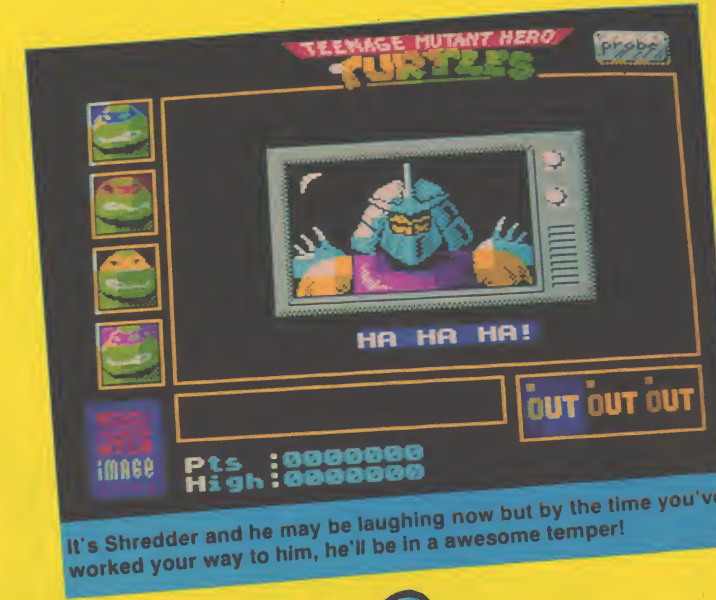 TEENAGE MUTANT HERO
TURTLES
probe
HA HA HA!
OUT OUT OUT
iMAGE
Pts :0000000
High:0000000
It's Shredder and he may be laughing now but by the time you've
worked your way to him, he'll be in a awesome temper!